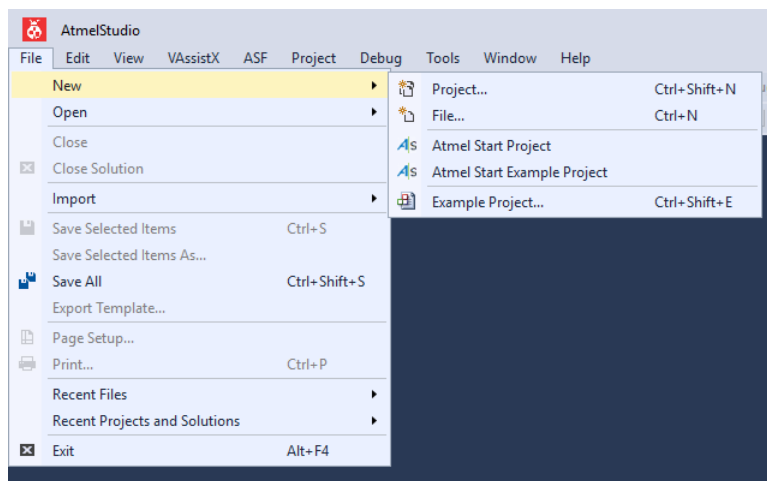 AtmelStudio
File Edit View VAssistX ASF Project Debug Tools Window Help
New
Open
Close
Close Solution
Import
Save Selected Items Ctrl+S
Save Selected Items As...
Save All Ctrl+Shift+S
Export Template...
Page Setup...
Print... Ctrl+P
Recent Files
Recent Projects and Solutions
Exit Alt+F4
Project... Ctrl+Shift+N
File... Ctrl+N
Atmel Start Project
Atmel Start Example Project
Example Project... Ctrl+Shift+E